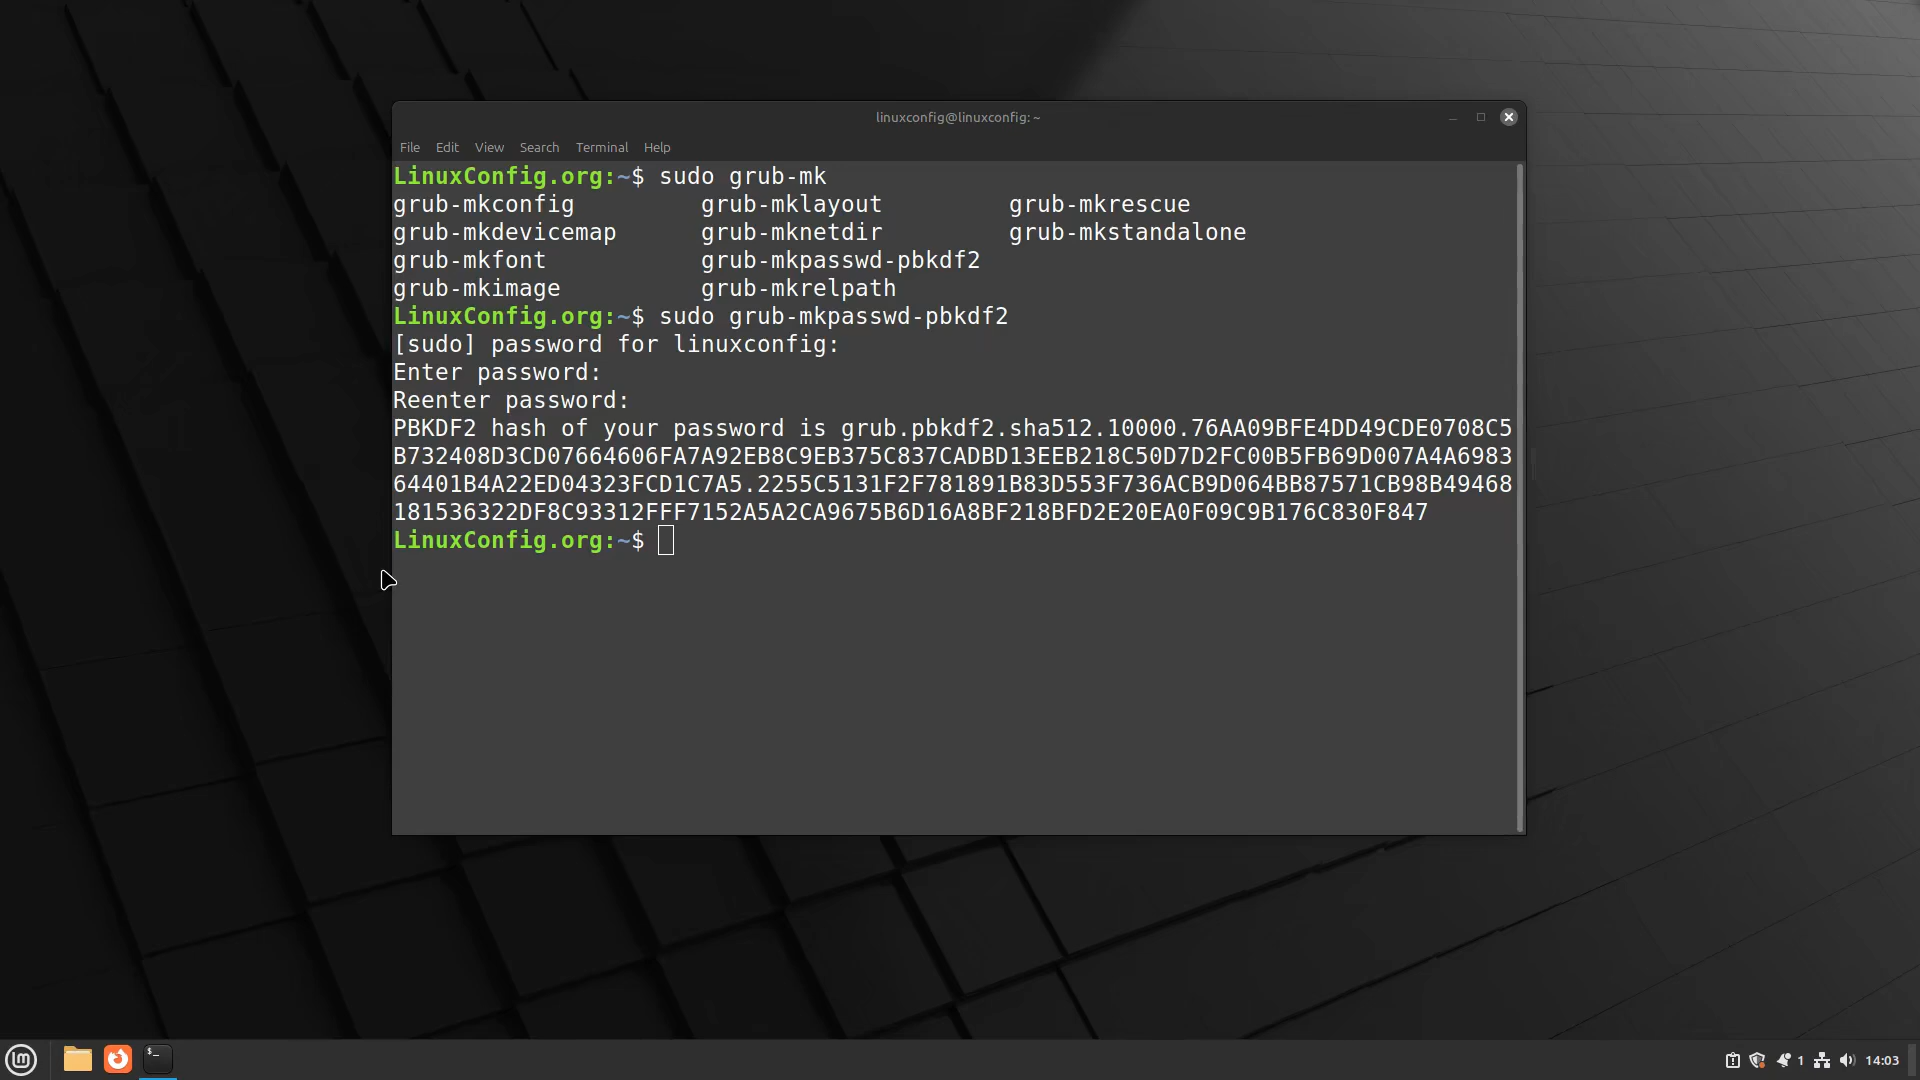 linuxconfig@linuxconfig: ~
File Edit View Search Terminal Help
LinuxConfig.org:~$ sudo grub-mk
grub-mkconfig grub-mklayout grub-mkrescue
grub-mkdevicemap grub-mknetdir grub-mkstandalone
grub-mkfont grub-mkpasswd-pbkdf2
grub-mkimage grub-mkrelpath
LinuxConfig.org:~$ sudo grub-mkpasswd-pbkdf2
[sudo] password for linuxconfig:
Enter password:
Reenter password:
PBKDF2 hash of your password is grub.pbkdf2.sha512.10000.76AA09BFE4DD49CDE0708C5
B732408D3CD07664606FA7A92EB8C9EB375C837CADBD13EEB218C50D7D2FC00B5FB69D007A4A6983
64401B4A22ED04323FCD1C7A5.2255C5131F2F781891B83D553F736ACB9D064BB87571CB98B49468
181536322DF8C93312FFF7152A5A2CA9675B6D16A8BF218BFD2E20EA0F09C9B176C830F847
LinuxConfig.org:~$
1 14:03